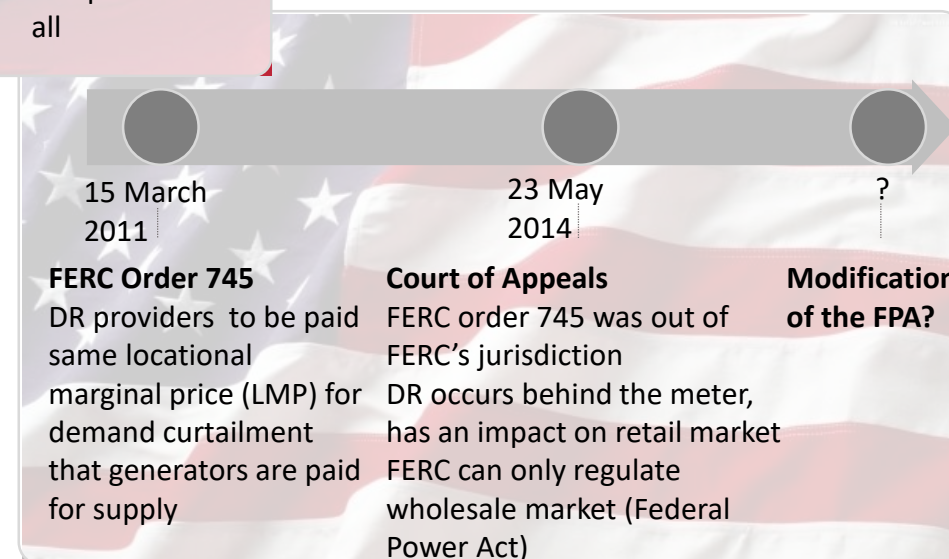 all
15 March
2011
23 May
2014
?
FERC Order 745
DR providers to be paid
same locational
marginal price (LMP) for
demand curtailment
that generators are paid
for supply
Court of Appeals
FERC order 745 was out of
FERC's jurisdiction
DR occurs behind the meter,
has an impact on retail market
FERC can only regulate
wholesale market (Federal
Power Act)
Modification
of the FPA?